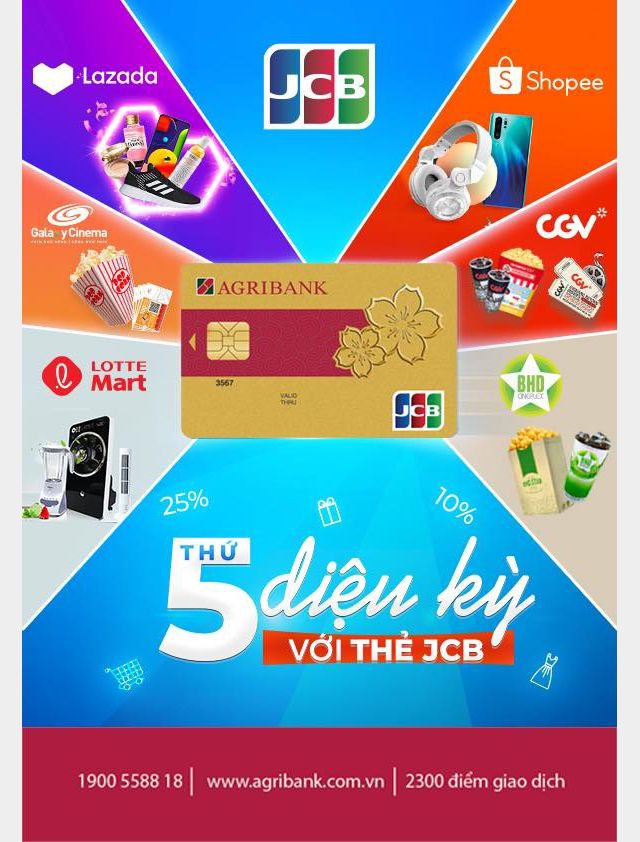 JCB
Lazada
Shopee
Galaxy Cinema
CGV
AGRIBANK
3567
VALID
THRU
JCB
LOTTE
Mart
BHD
25%
10%
THỨ
5 diệu kỳ
VỚI THẺ JCB
1900 5588 18 | www.agribank.com.vn | 2300 điểm giao dịch